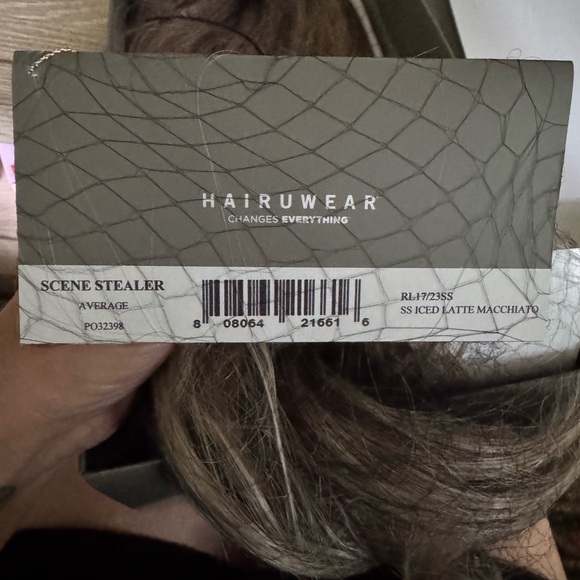 HAIRUWEAR
CHANGES EVERYTHING
SCENE STEALER
AVERAGE
PO32398
8 08064 21661 6
RL17/23SS
SS ICED LATTE MACCHIATO